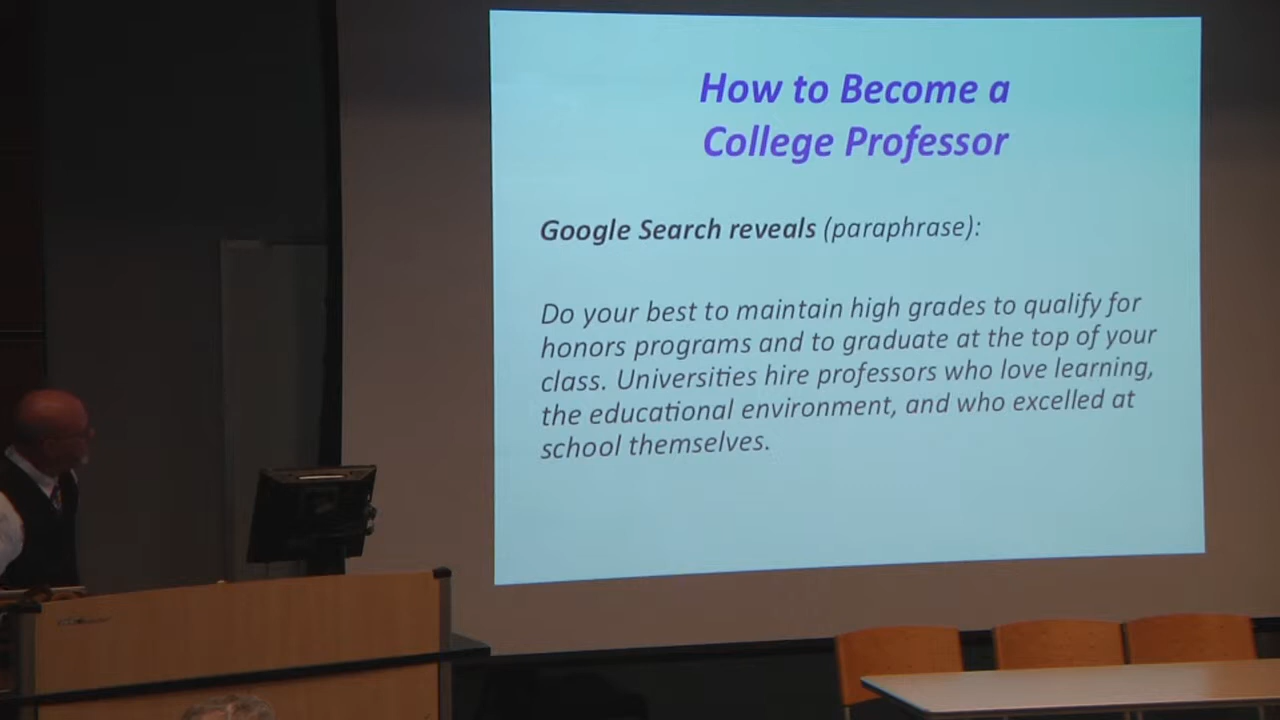 How to Become a
College Professor
Google Search reveals (paraphrase):
Do your best to maintain high grades to qualify for
honors programs and to graduate at the top of your
class. Universities hire professors who love learning,
the educational environment, and who excelled at
school themselves.